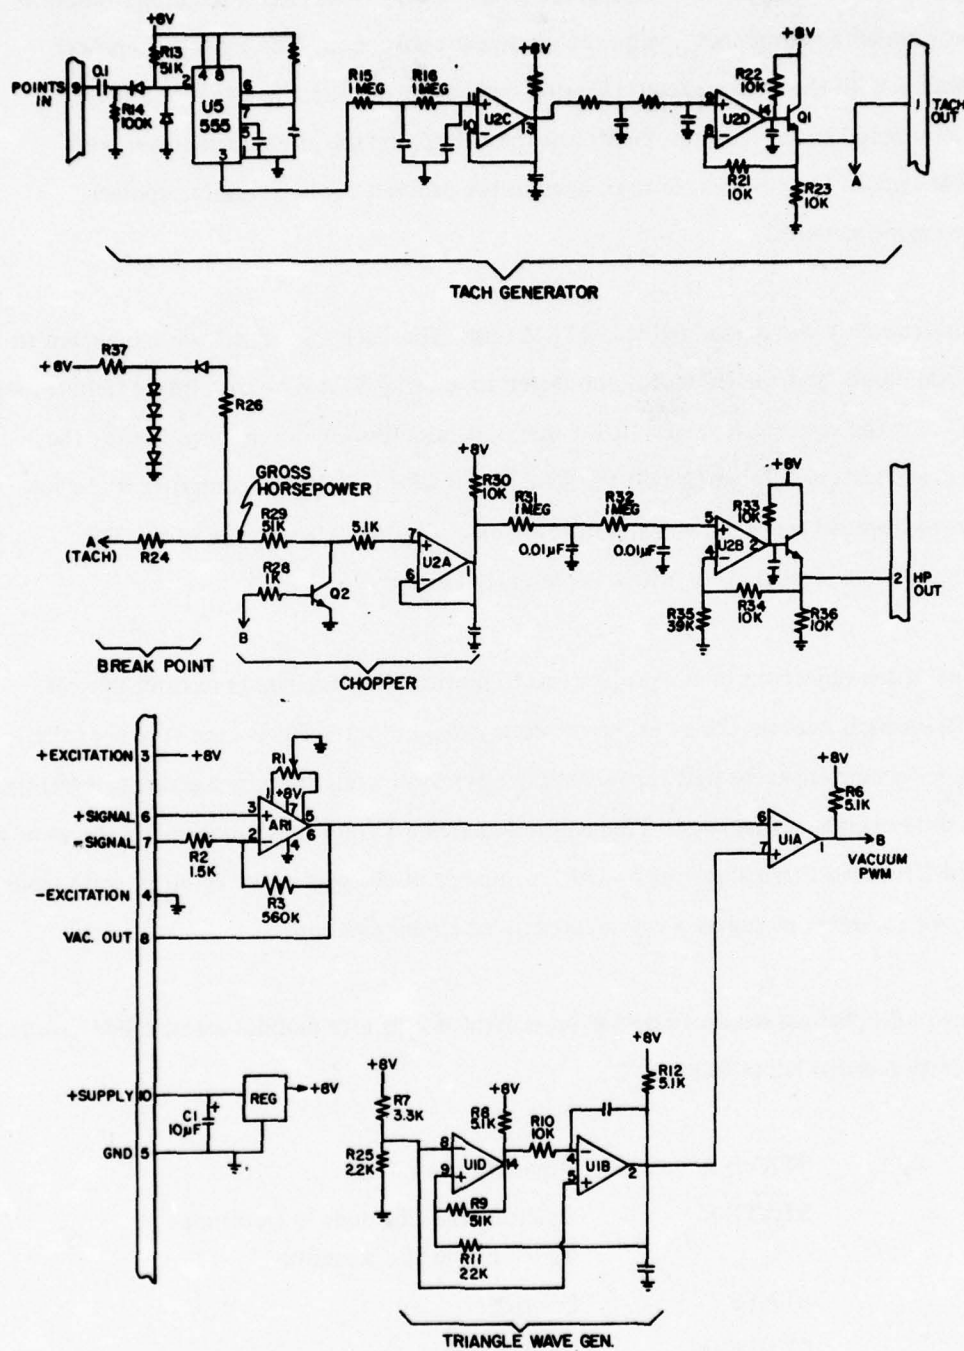 +8V
R13
51K
POINTS
IN
9
0.1
R14
100K
2
4 8
U5
555
6
7
5
1
3
R15
1 MEG
R16
1MEG
11
10
U2C
13
+8V
9
8
U2D
14
R22
10K
+8V
Q1
R21
10K
R23
10K
A
1
TACH
OUT
TACH GENERATOR
R37
+8V
R26
GROSS
HORSEPOWER
A
(TACH)
R24
R29
51K
5.1K
R28
1K
Q2
B
7
6
U2A
1
+8V
R30
10K
R31
1MEG
R32
1MEG
0.01µF
0.01µF
5
4
U2B
2
+8V
R33
10K
R34
10K
R35
39K
R36
10K
2
HP
OUT
BREAK POINT
CHOPPER
+EXCITATION 3
+8V
+SIGNAL 6
-SIGNAL 7
R2
1.5K
-EXCITATION 4
VAC. OUT 8
R1
1
+8V
7
5
3
2
AR1
6
4
R3
560K
6
7
U1A
1
+8V
R6
5.1K
B
VACUUM
PWM
+SUPPLY 10
C1
10µF
REG
+8V
GND 5
+8V
R7
3.3K
R25
2.2K
8
9
U1D
14
+8V
R8
5.1K
R9
51K
R11
22K
R10
10K
4
5
U1B
2
+8V
R12
5.1K
TRIANGLE WAVE GEN.